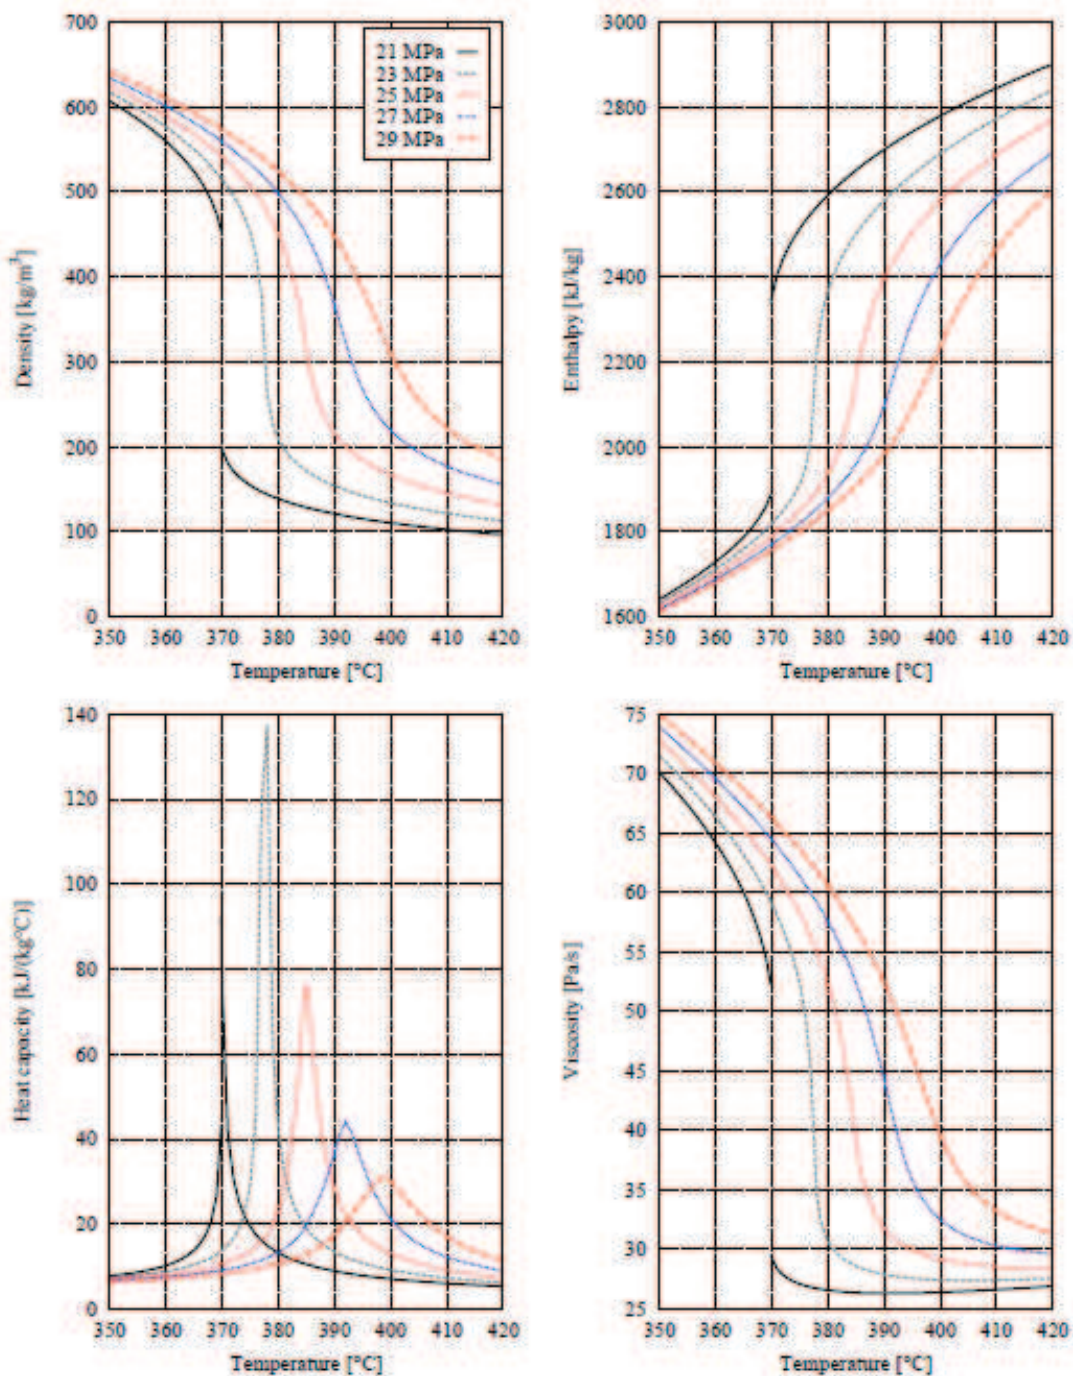 700
600
500
400
300
200
100
0
350 360 370 380 390 400 410 420
Density [kg/m³]
Temperature [°C]
21 MPa
23 MPa
25 MPa
27 MPa
29 MPa
3000
2800
2600
2400
2200
2000
1800
1600
350 360 370 380 390 400 410 420
Enthalpy [kJ/kg]
Temperature [°C]
140
120
100
80
60
40
20
0
350 360 370 380 390 400 410 420
Heat capacity [kJ/(kg°C)]
Temperature [°C]
75
70
65
60
55
50
45
40
35
30
25
350 360 370 380 390 400 410 420
Viscosity [Pa/s]
Temperature [°C]